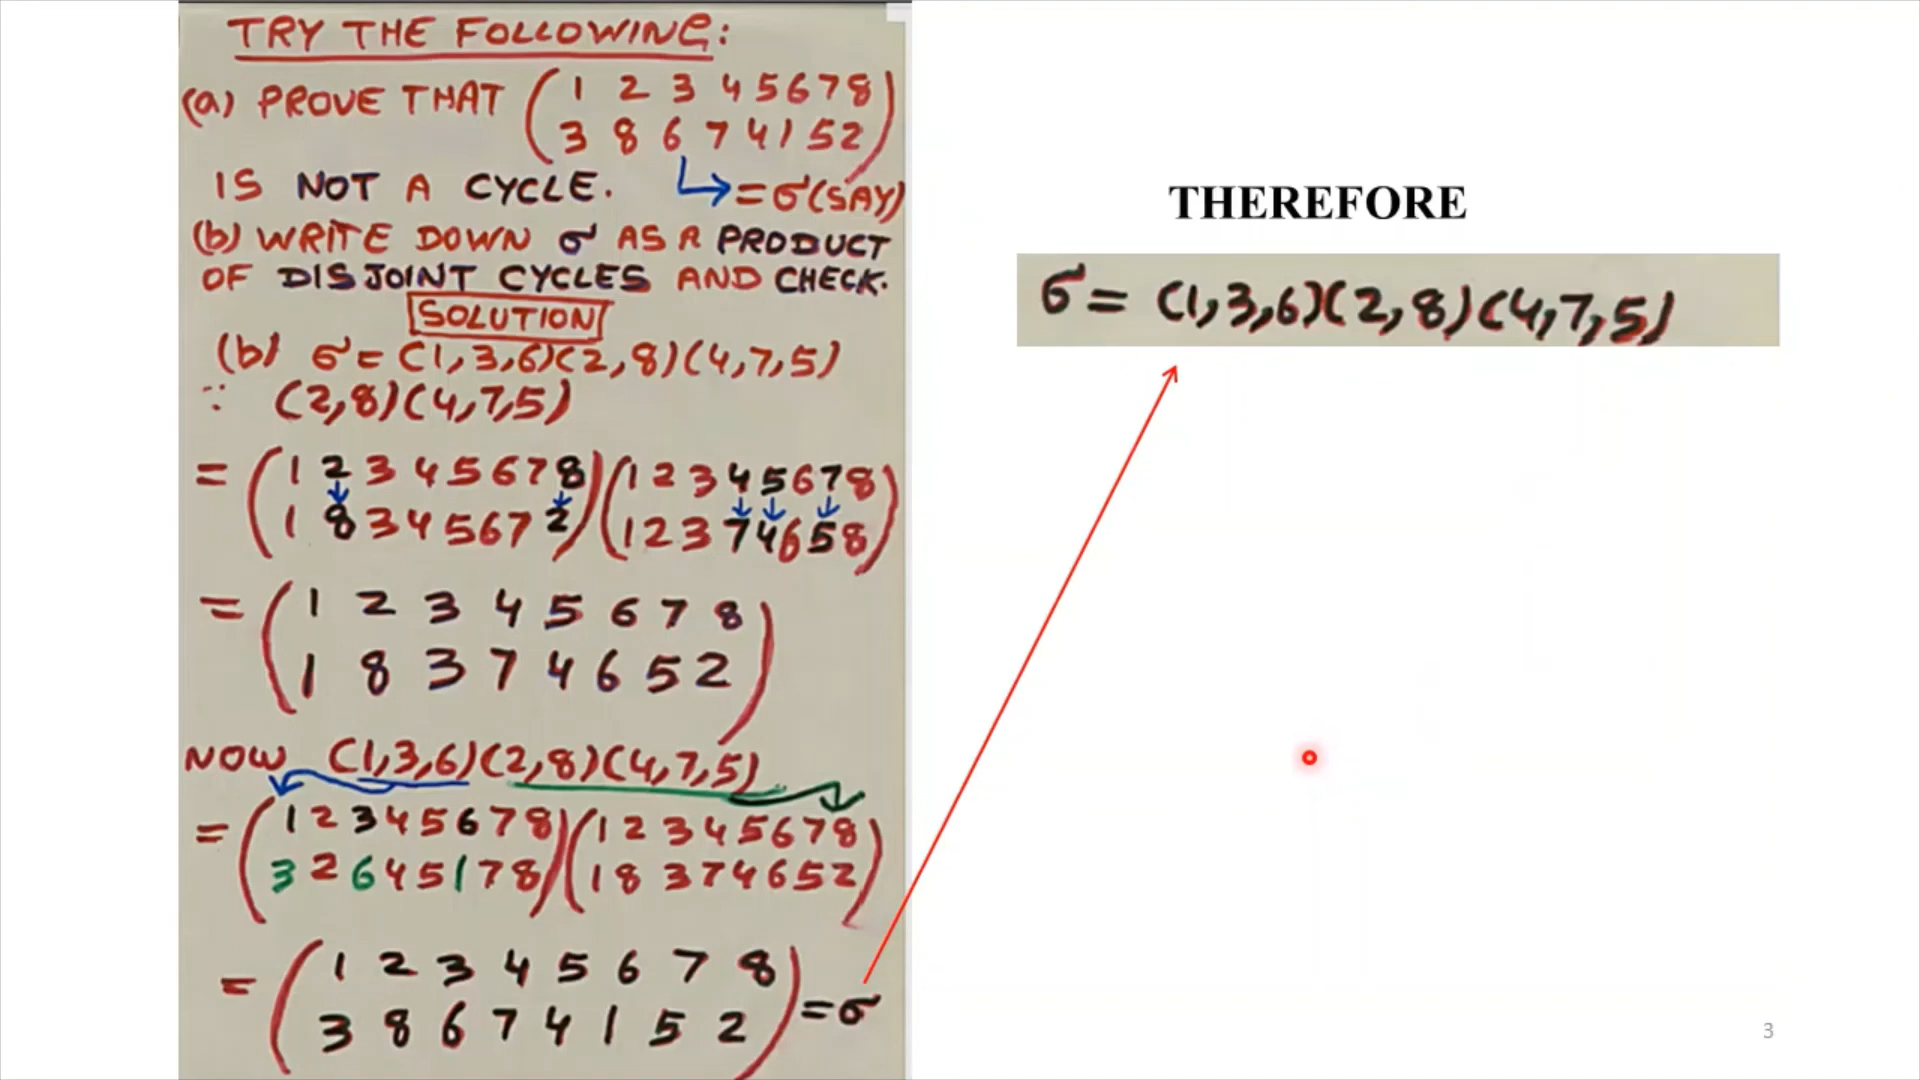 TRY THE FOLLOWING:
(a) PROVE THAT ( 1 2 3 4 5 6 7 8 )
( 3 8 6 7 4 1 5 2 )
IS NOT A CYCLE. ↳ = σ (SAY)
(b) WRITE DOWN σ AS A PRODUCT
OF DISJOINT CYCLES AND CHECK.
SOLUTION
(b) σ = (1,3,6)(2,8)(4,7,5)
∵ (2,8)(4,7,5)
= ( 1 2 3 4 5 6 7 8 ) ( 1 2 3 4 5 6 7 8 )
( 1 8 3 4 5 6 7 2 ) ( 1 2 3 7 4 6 5 8 )
= ( 1 2 3 4 5 6 7 8 )
( 1 8 3 7 4 6 5 2 )
NOW (1,3,6)(2,8)(4,7,5)
= ( 1 2 3 4 5 6 7 8 ) ( 1 2 3 4 5 6 7 8 )
( 3 2 6 4 5 1 7 8 ) ( 1 8 3 7 4 6 5 2 )
= ( 1 2 3 4 5 6 7 8 )
( 3 8 6 7 4 1 5 2 ) = σ
THEREFORE
σ = (1,3,6)(2,8)(4,7,5)
3